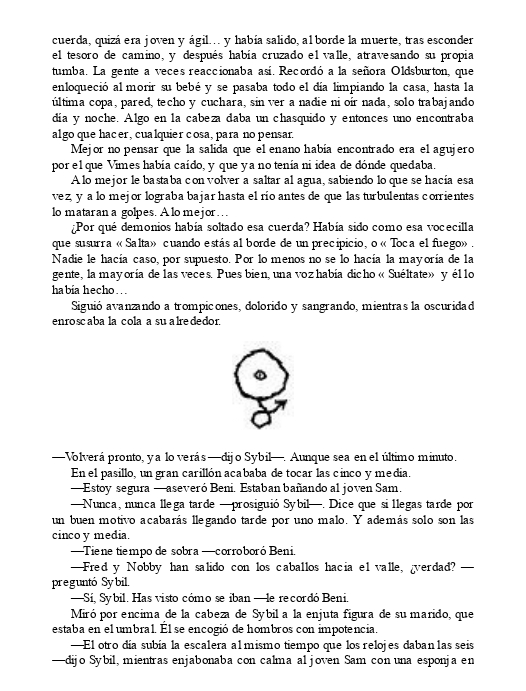 cuerda, quizá era joven y ágil… y había salido, al borde la muerte, tras esconder
el tesoro de camino, y después había cruzado el valle, atravesando su propia
tumba. La gente a veces reaccionaba así. Recordó a la señora Oldsburton, que
enloqueció al morir su bebé y se pasaba todo el día limpiando la casa, hasta la
última copa, pared, techo y cuchara, sin ver a nadie ni oír nada, solo trabajando
día y noche. Algo en la cabeza daba un chasquido y entonces uno encontraba
algo que hacer, cualquier cosa, para no pensar.
Mejor no pensar que la salida que el enano había encontrado era el agujero
por el que Vimes había caído, y que ya no tenía ni idea de dónde quedaba.
A lo mejor le bastaba con volver a saltar al agua, sabiendo lo que se hacía esa
vez, y a lo mejor lograba bajar hasta el río antes de que las turbulentas corrientes
lo mataran a golpes. A lo mejor…
¿Por qué demonios había soltado esa cuerda? Había sido como esa vocecilla
que susurra «Salta» cuando estás al borde de un precipicio, o «Toca el fuego».
Nadie le hacía caso, por supuesto. Por lo menos no se lo hacía la mayoría de la
gente, la mayoría de las veces. Pues bien, una voz había dicho «Suéltate» y él lo
había hecho…
Siguió avanzando a trompicones, dolorido y sangrando, mientras la oscuridad
enroscaba la cola a su alrededor.
—Volverá pronto, ya lo verás —dijo Sybil—. Aunque sea en el último minuto.
En el pasillo, un gran carillón acababa de tocar las cinco y media.
—Estoy segura —aseveró Beni. Estaban bañando al joven Sam.
—Nunca, nunca llega tarde —prosiguió Sybil—. Dice que si llegas tarde por
un buen motivo acabarás llegando tarde por uno malo. Y además solo son las
cinco y media.
—Tiene tiempo de sobra —corroboró Beni.
—Fred y Nobby han salido con los caballos hacia el valle, ¿verdad? —
preguntó Sybil.
—Sí, Sybil. Has visto cómo se iban —le recordó Beni.
Miró por encima de la cabeza de Sybil a la enjuta figura de su marido, que
estaba en el umbral. Él se encogió de hombros con impotencia.
—El otro día subía la escalera al mismo tiempo que los relojes daban las seis
—dijo Sybil, mientras enjabonaba con calma al joven Sam con una esponja en